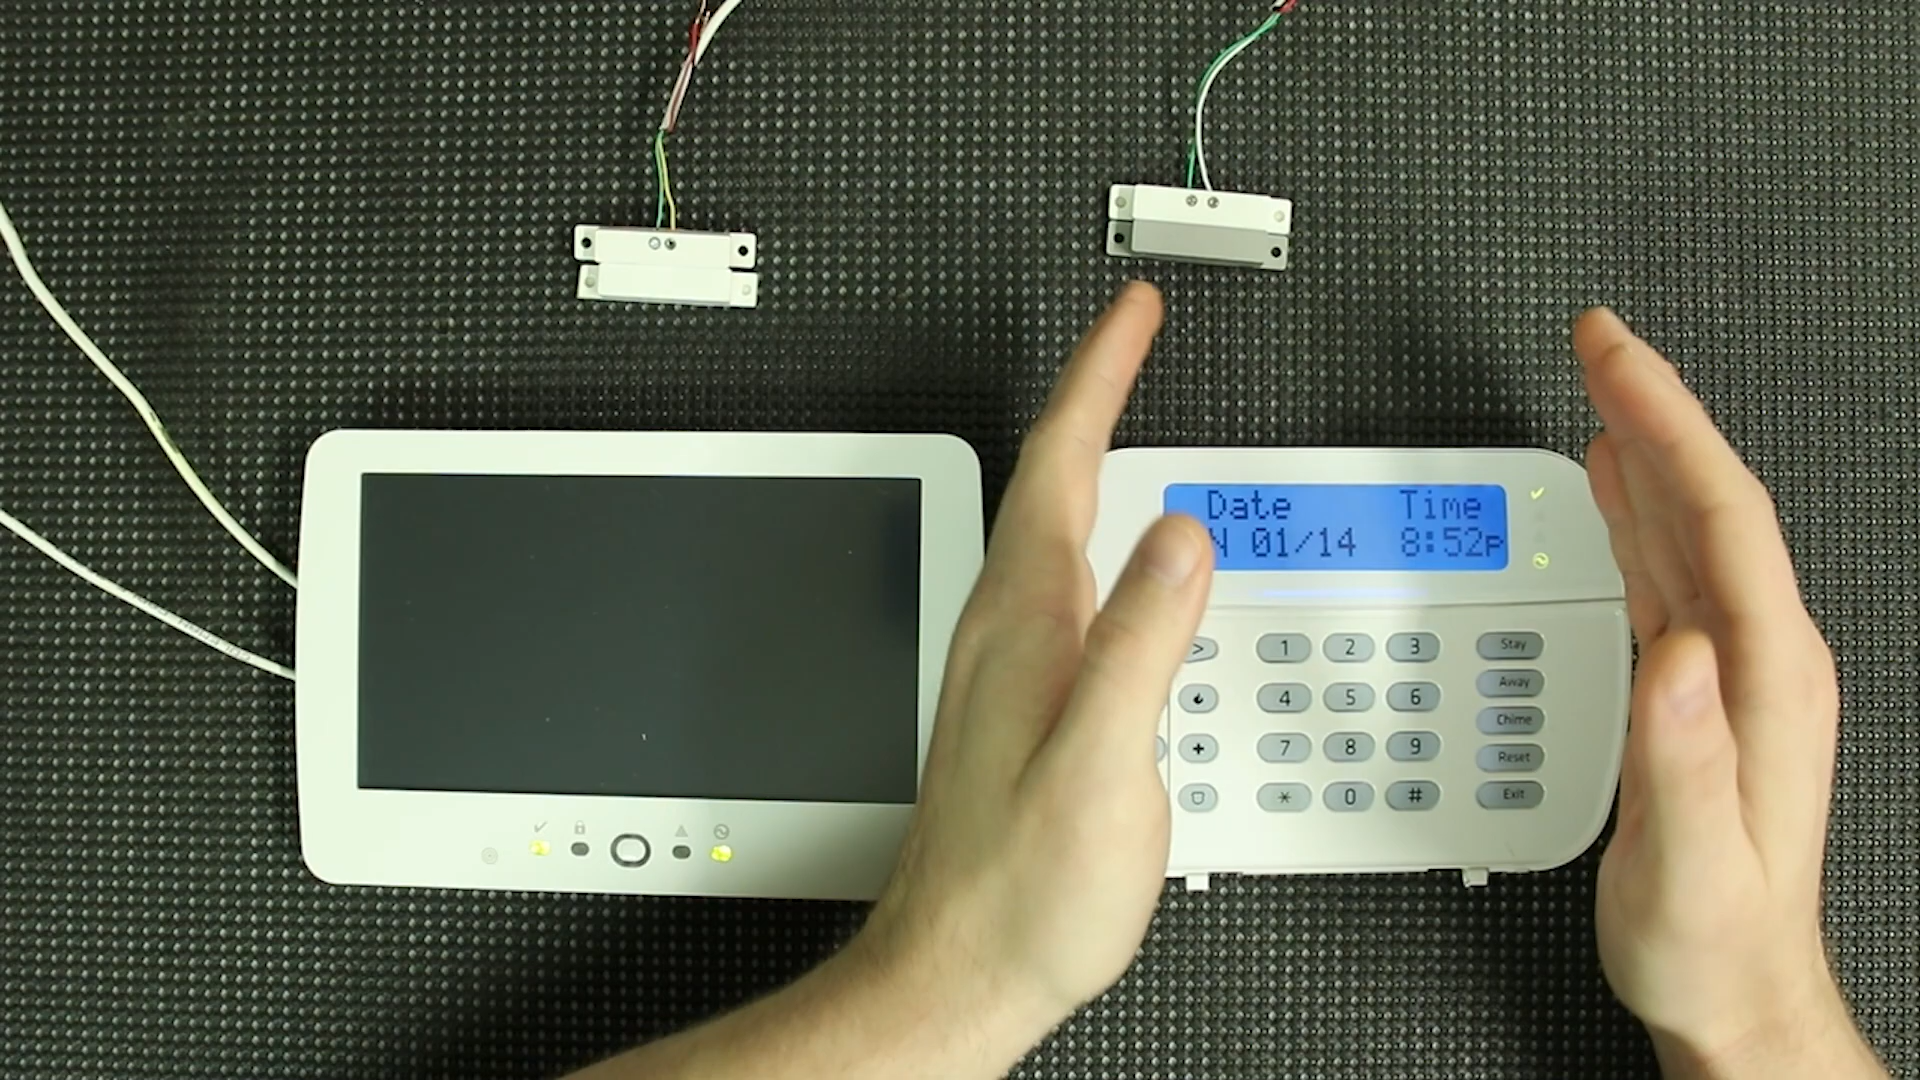 Date Time
N 01/14 8:52p
> 1 2 3 Stay
4 5 6 Away
+ 7 8 9 Chime
Reset
* 0 # Exit